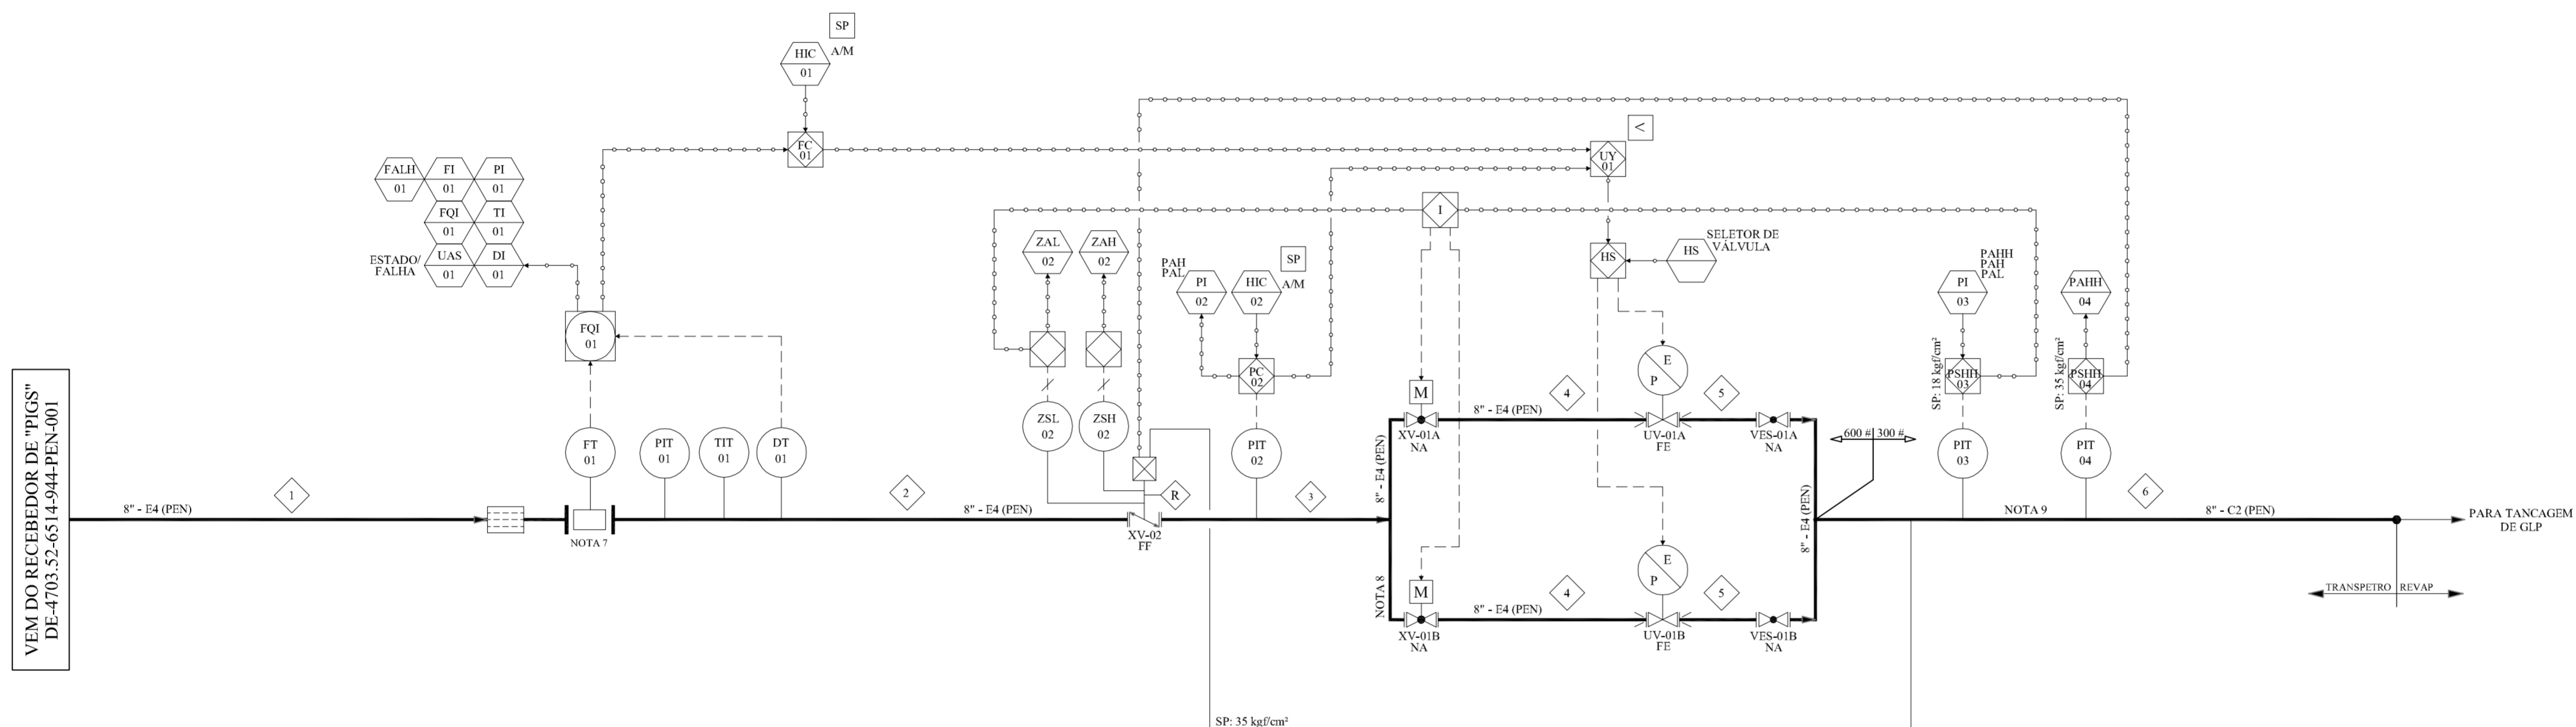 SP
HIC
01
A/M
FC
01
<
UY
01
FALH
01
FI
01
PI
01
FQI
01
TI
01
UAS
01
DI
01
ESTADO/
FALHA
I
ZAL
02
ZAH
02
SP
PAH
PAL
PI
02
HIC
02
A/M
HS
HS
SELETOR DE
VÁLVULA
PAHH
PAH
PAL
PI
03
PAHH
04
FQI
01
PC
02
SP: 18 kgf/cm²
PSHH
03
SP: 35 kgf/cm²
PSHH
04
E
P
M
4
5
ZSL
02
ZSH
02
FT
01
PIT
01
TIT
01
DT
01
PIT
02
8" - E4 (PEN)
XV-01A
NA
UV-01A
FE
VES-01A
NA
600 #
300 #
PIT
03
PIT
04
VEM DO RECEBEDOR DE "PIGS"
DE-4703.52-6514-944-PEN-001
1
2
R
3
8" - E4 (PEN)
6
8" - E4 (PEN)
NOTA 7
8" - E4 (PEN)
XV-02
FF
8" - E4 (PEN)
NOTA 9
8" - C2 (PEN)
PARA TANCAGEM
DE GLP
E
P
NOTA 8
M
4
5
8" - E4 (PEN)
XV-01B
NA
UV-01B
FE
VES-01B
NA
TRANSPETRO
REVAP
SP: 35 kgf/cm²